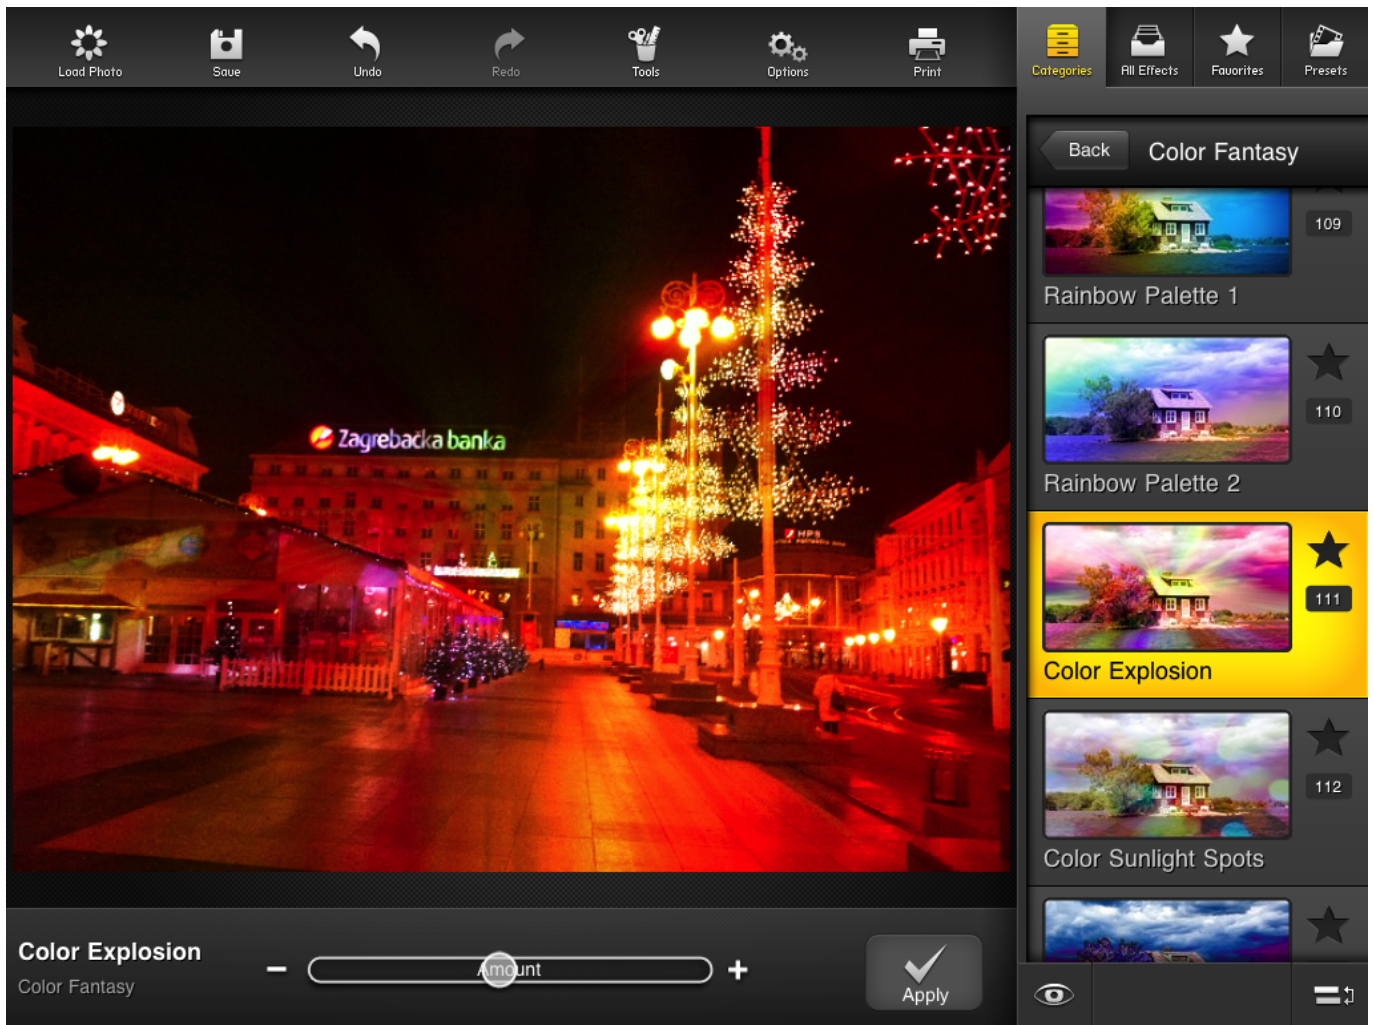 Load Photo
Save
Undo
Redo
Tools
Options
Print
Categories
All Effects
Favorites
Presets
Back
Color Fantasy
109
Rainbow Palette 1
110
Rainbow Palette 2
111
Color Explosion
112
Color Sunlight Spots
Zagrebačka banka
HPB
Color Explosion
Color Fantasy
Amount
Apply